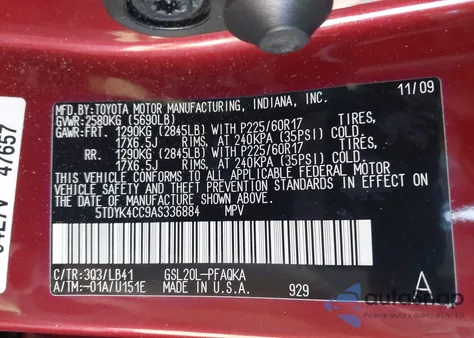 MFD.BY:TOYOTA MOTOR MANUFACTURING, INDIANA, INC.
11/09
GVWR:2580KG (5690LB)
GAWR:FRT. 1290KG (2845LB) WITH P225/60R17 TIRES,
17X6.5J RIMS, AT 240KPA (35PSI) COLD.
RR. 1290KG (2845LB) WITH P225/60R17 TIRES,
17X6.5J RIMS, AT 240KPA (35PSI) COLD.
THIS VEHICLE CONFORMS TO ALL APPLICABLE FEDERAL MOTOR
VEHICLE SAFETY AND THEFT PREVENTION STANDARDS IN EFFECT ON
THE DATE OF MANUFACTURE SHOWN ABOVE.
5TDYK4CC9AS336884 MPV
C/TR:3Q3/LB41 GSL20L-PFAQKA
A/TM:-01A/U151E MADE IN U.S.A. 929
A
47657
autosnap